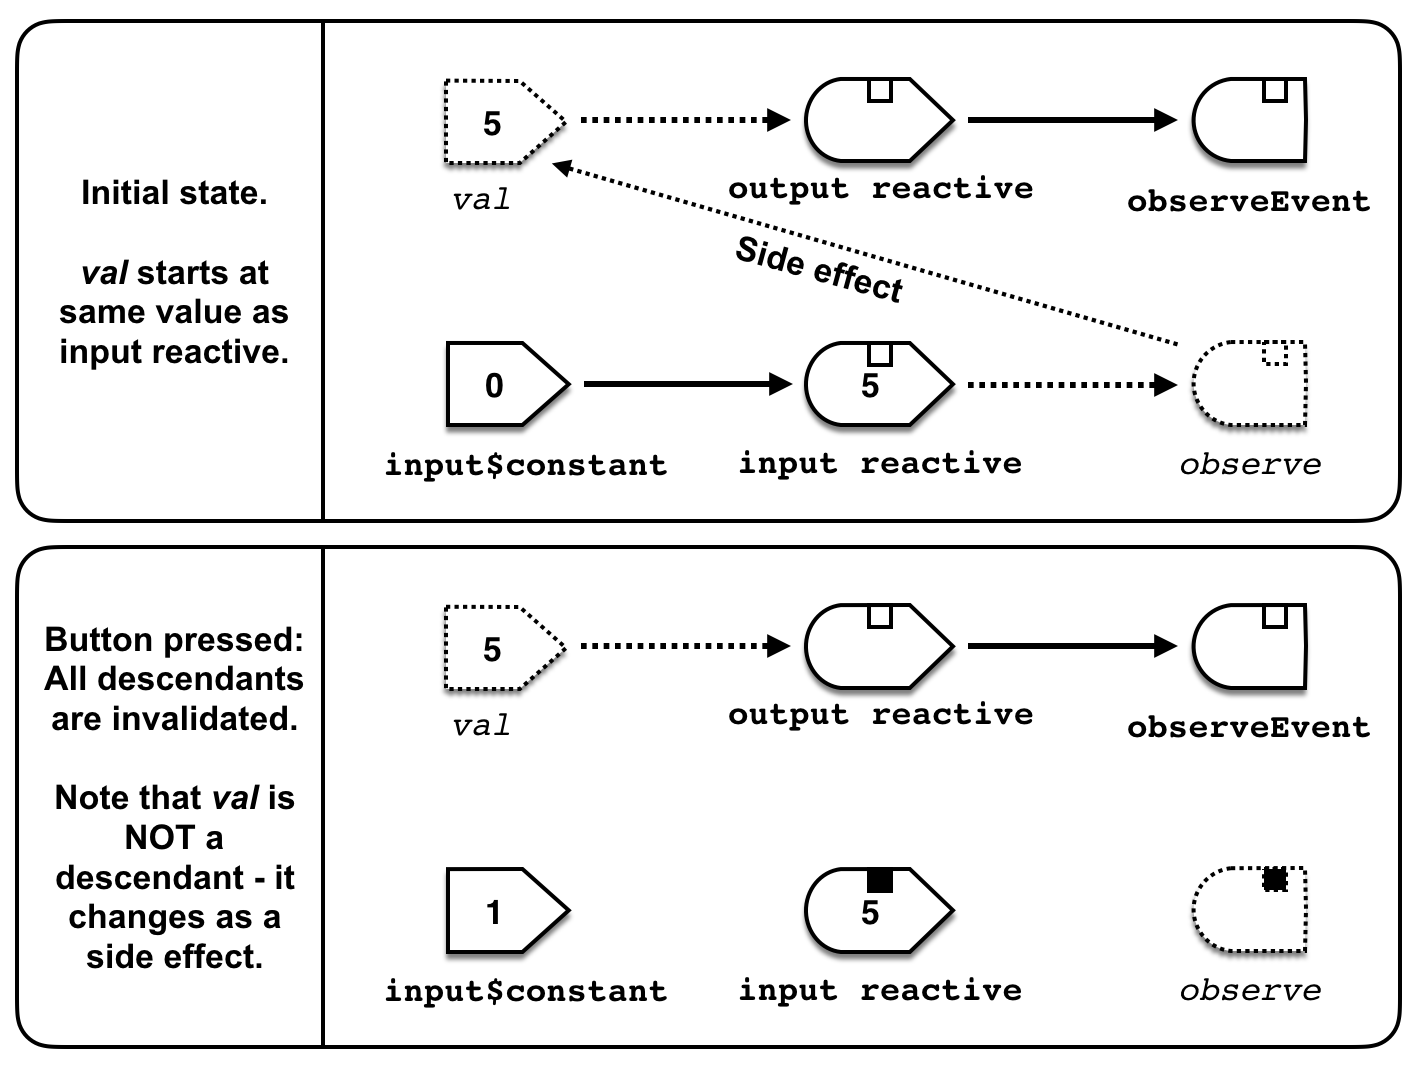 Initial state.
val starts at
same value as
input reactive.
5
val
output reactive
observeEvent
Side effect
0
input$constant
5
input reactive
observe
Button pressed:
All descendants
are invalidated.
Note that val is
NOT a
descendant - it
changes as a
side effect.
5
val
output reactive
observeEvent
1
input$constant
5
input reactive
observe